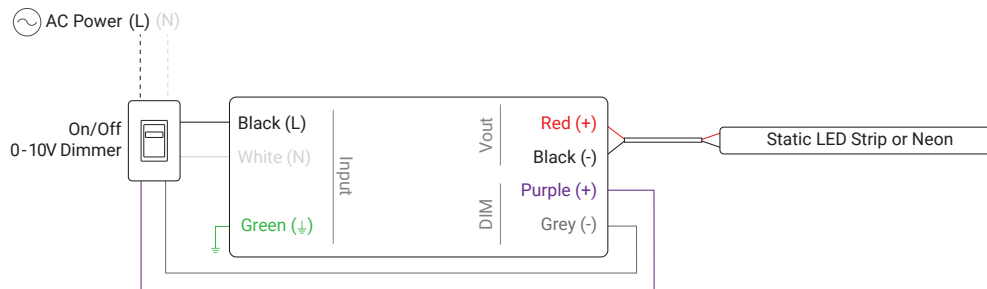 AC Power (L) (N)
On/Off
0-10V Dimmer
Black (L)
White (N)
Green (⏚)
Input
Vout
DIM
Red (+)
Black (-)
Purple (+)
Grey (-)
Static LED Strip or Neon